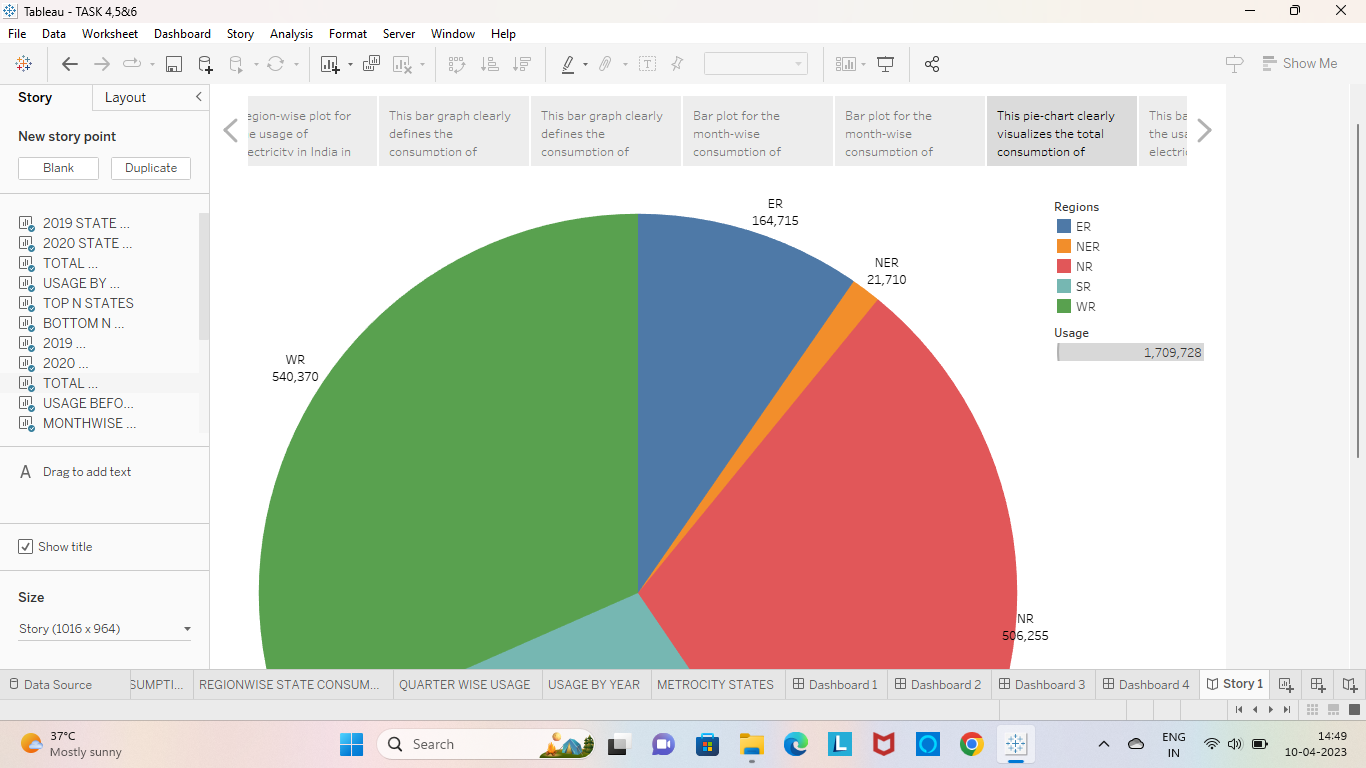 Tableau - TASK 4,5&6
File Data Worksheet Dashboard Story Analysis Format Server Window Help
Show Me
Story Layout
New story point
Blank Duplicate
2019 STATE ...
2020 STATE ...
TOTAL ...
USAGE BY ...
TOP N STATES
BOTTOM N ...
2019 ...
2020 ...
TOTAL ...
USAGE BEFO...
MONTHWISE ...
Drag to add text
Show title
Size
Story (1016 x 964)
egion-wise plot for
e usage of
ectricity in India in
This bar graph clearly
defines the
consumption of
This bar graph clearly
defines the
consumption of
Bar plot for the
month-wise
consumption of
Bar plot for the
month-wise
consumption of
This pie-chart clearly
visualizes the total
consumption of
This ba
the usa
electri
ER
164,715
NER
21,710
WR
540,370
NR
506,255
Regions
ER
NER
NR
SR
WR
Usage
1,709,728
Data Source SUMPTI... REGIONWISE STATE CONSUM... QUARTER WISE USAGE USAGE BY YEAR METROCITY STATES Dashboard 1 Dashboard 2 Dashboard 3 Dashboard 4 Story 1
37°C
Mostly sunny
Search
ENG
IN
14:49
10-04-2023